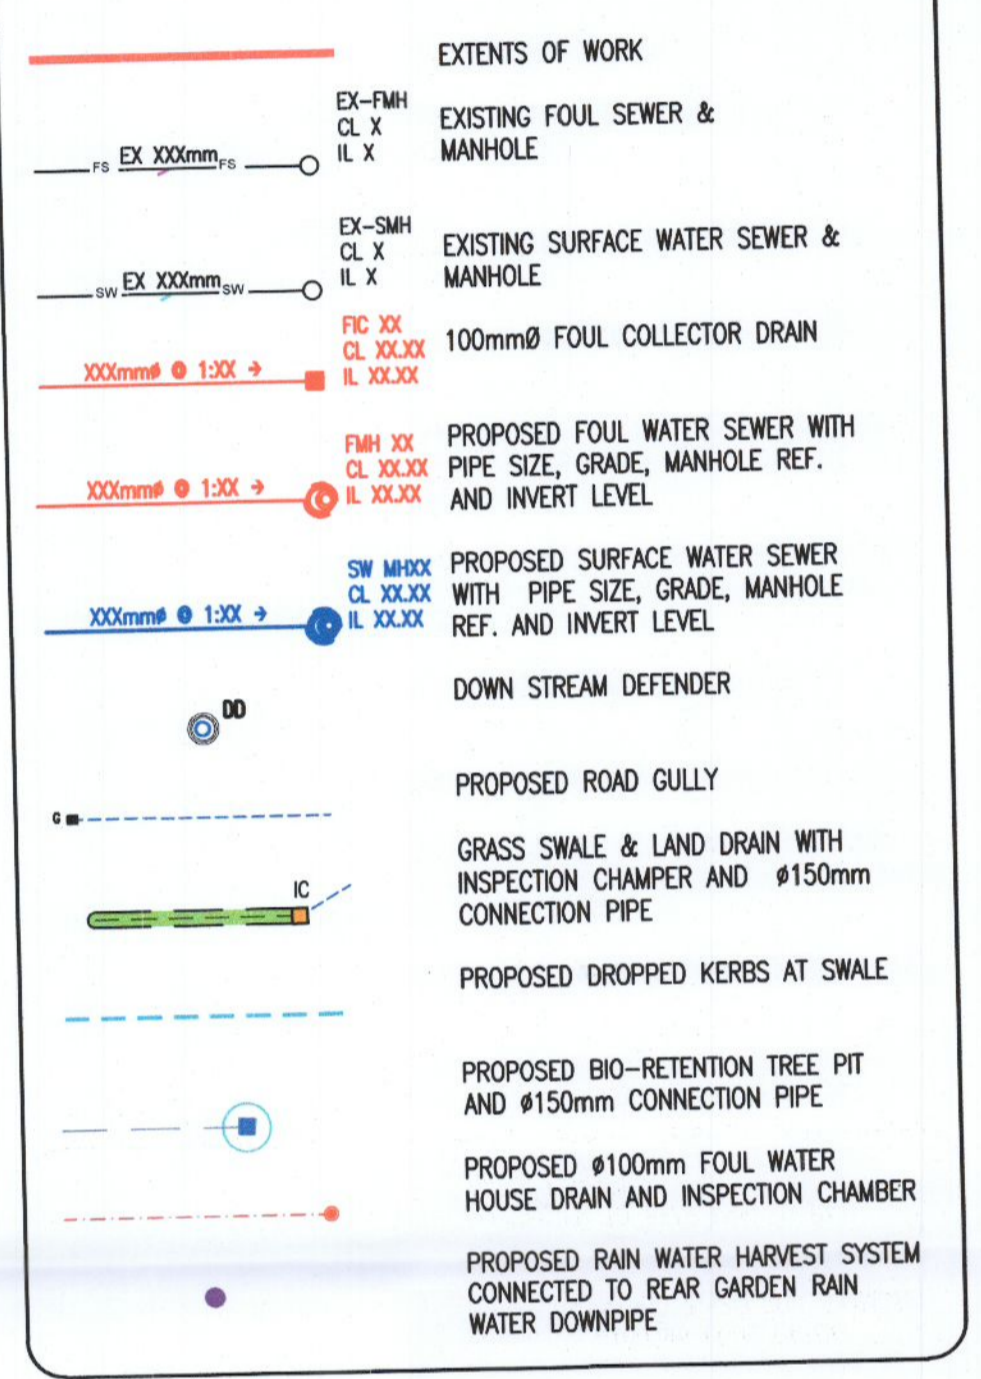 EXTENTS OF WORK
EX-FMH
CL X
IL X
FS EX XXXmm FS
EXISTING FOUL SEWER &
MANHOLE
EX-SMH
CL X
IL X
SW EX XXXmm SW
EXISTING SURFACE WATER SEWER &
MANHOLE
FIC XX
CL XX.XX
IL XX.XX
XXXmmø @ 1:XX →
100mmØ FOUL COLLECTOR DRAIN
FMH XX
CL XX.XX
IL XX.XX
XXXmmø @ 1:XX →
PROPOSED FOUL WATER SEWER WITH
PIPE SIZE, GRADE, MANHOLE REF.
AND INVERT LEVEL
SW MHXX
CL XX.XX
IL XX.XX
XXXmmø @ 1:XX →
PROPOSED SURFACE WATER SEWER
WITH PIPE SIZE, GRADE, MANHOLE
REF. AND INVERT LEVEL
DD
DOWN STREAM DEFENDER
G
PROPOSED ROAD GULLY
IC
GRASS SWALE & LAND DRAIN WITH
INSPECTION CHAMPER AND ø150mm
CONNECTION PIPE
PROPOSED DROPPED KERBS AT SWALE
PROPOSED BIO-RETENTION TREE PIT
AND ø150mm CONNECTION PIPE
PROPOSED ø100mm FOUL WATER
HOUSE DRAIN AND INSPECTION CHAMBER
PROPOSED RAIN WATER HARVEST SYSTEM
CONNECTED TO REAR GARDEN RAIN
WATER DOWNPIPE